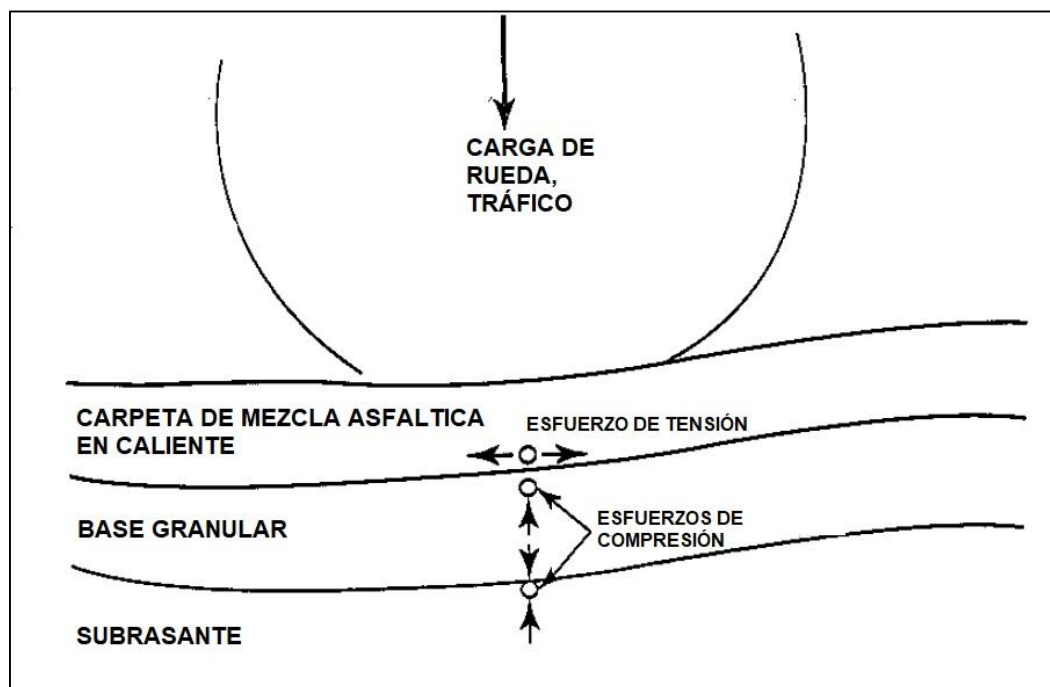 CARGA DE
RUEDA,
TRÁFICO
CARPETA DE MEZCLA ASFALTICA
EN CALIENTE
ESFUERZO DE TENSIÓN
BASE GRANULAR
ESFUERZOS DE
COMPRESIÓN
SUBRASANTE